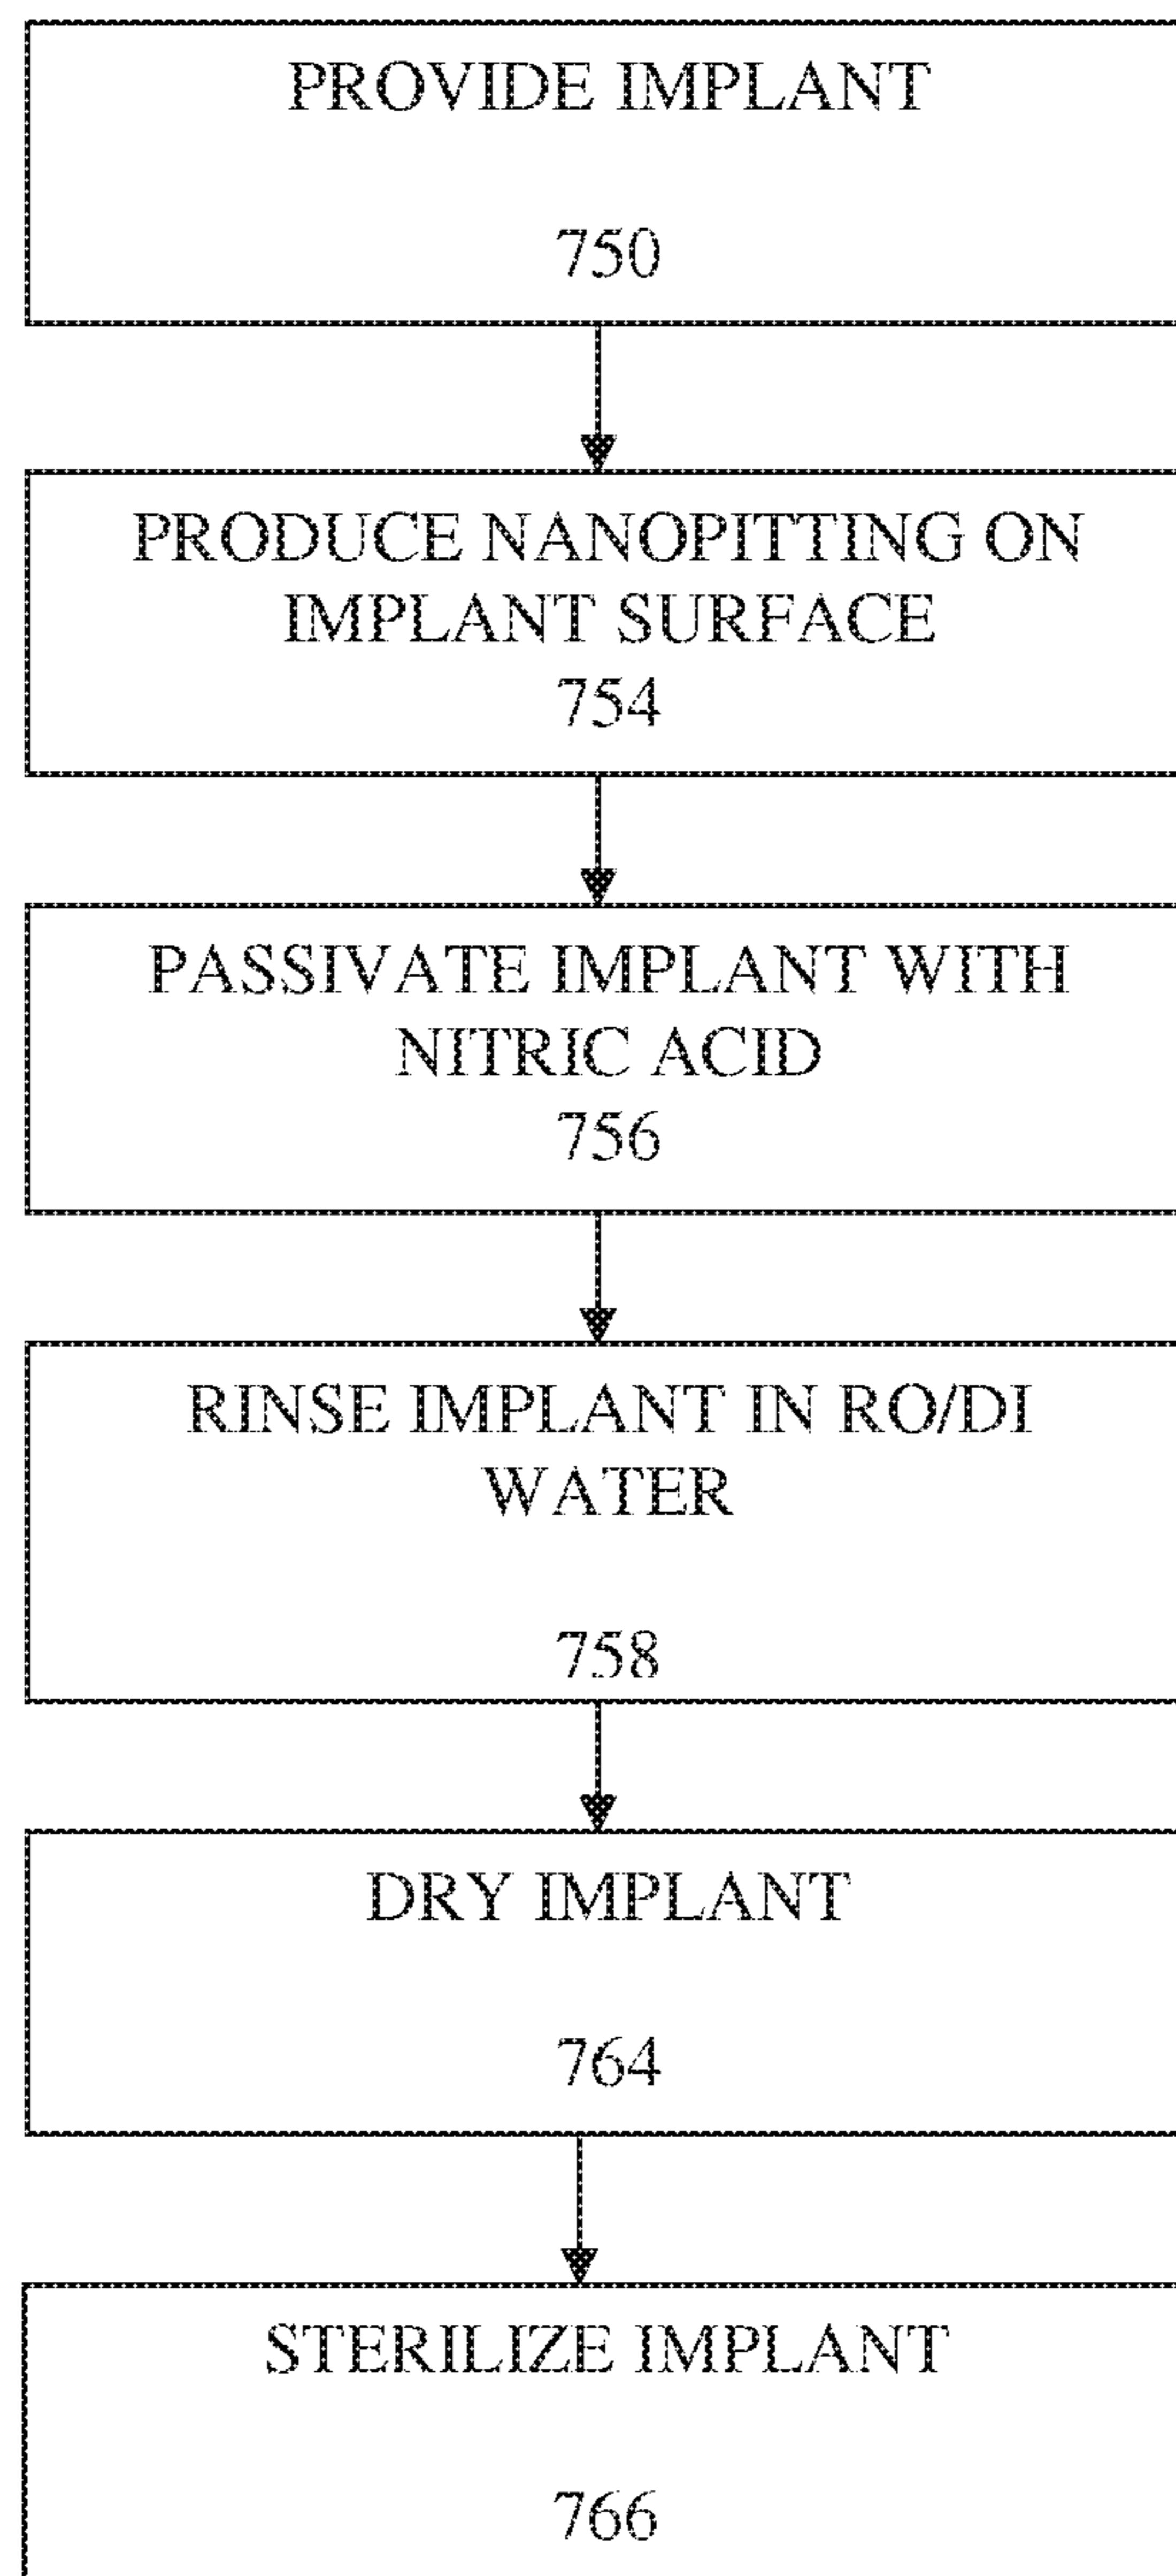 PROVIDE IMPLANT
750
PRODUCE NANOPITTING ON
IMPLANT SURFACE
754
PASSIVATE IMPLANT WITH
NITRIC ACID
756
RINSE IMPLANT IN RO/DI
WATER
758
DRY IMPLANT
764
STERILIZE IMPLANT
766